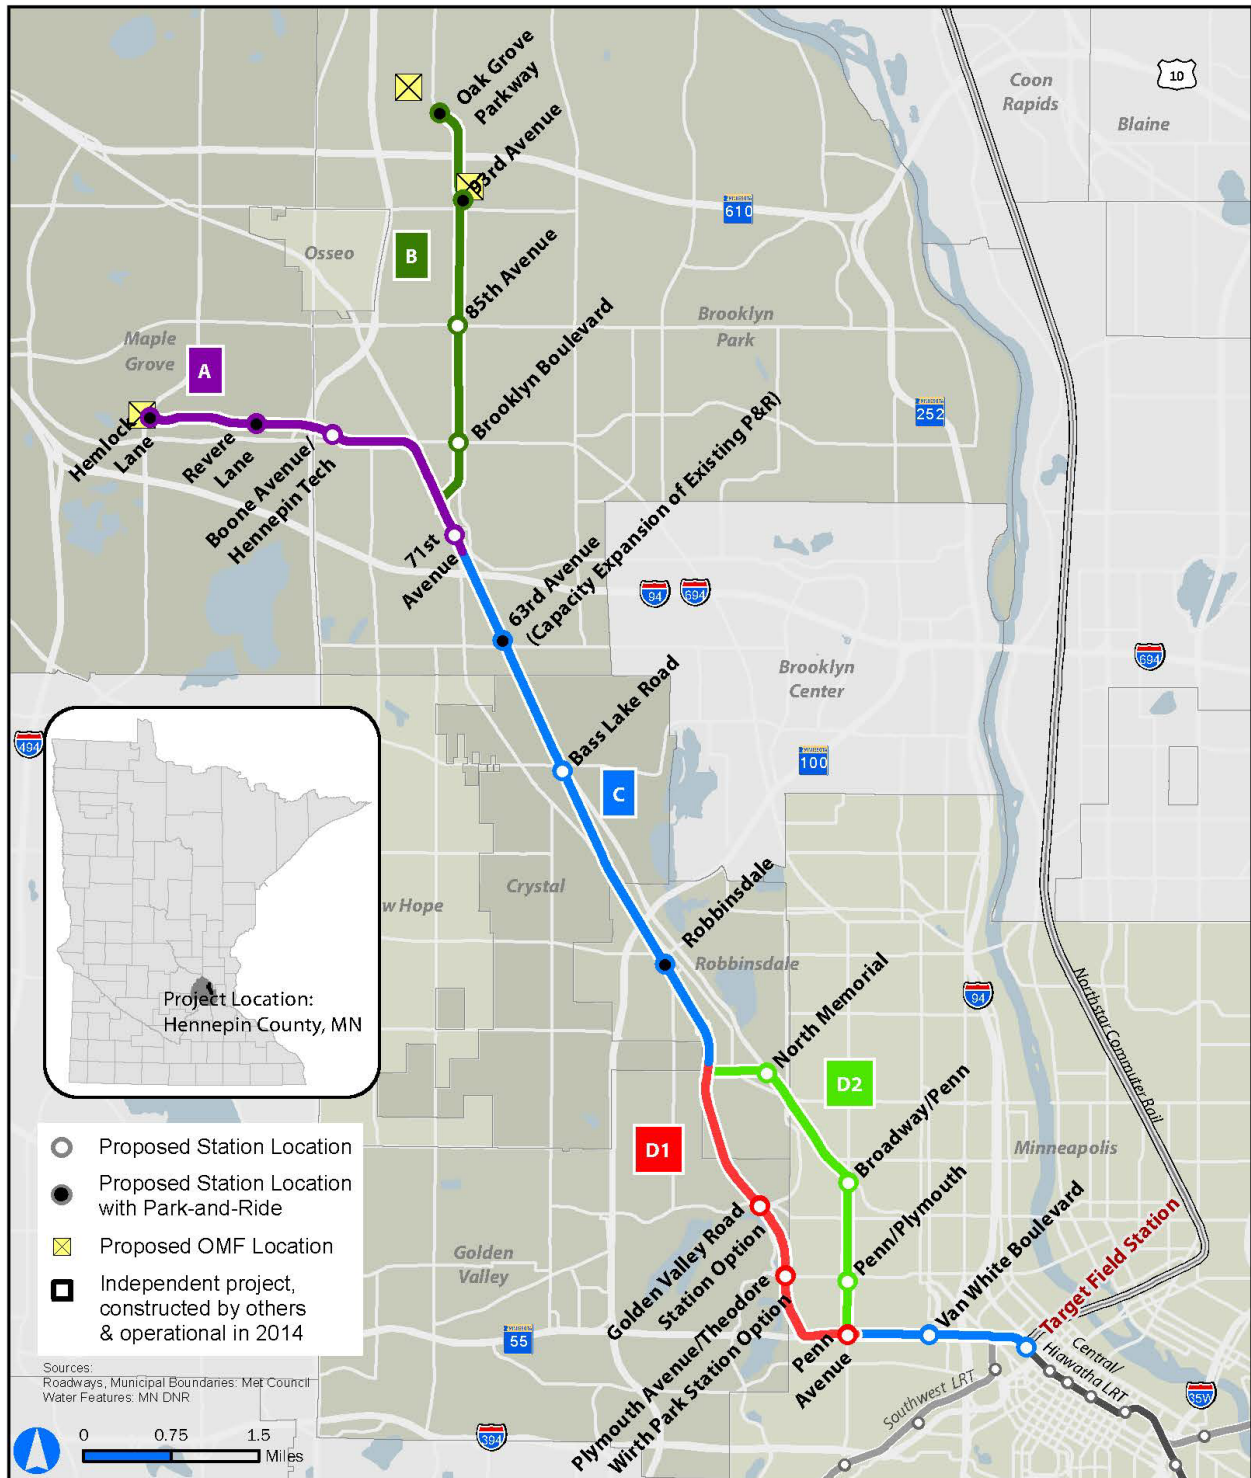 Oak Grove
Parkway
93rd Avenue
Coon
Rapids
10
Blaine
610
B
Osseo
85th Avenue
Brooklyn
Park
Maple
Grove
A
Brooklyn Boulevard
252
Hemlock
Lane
Revere
Lane
Boone Avenue/
Hennepin Tech
71st
Avenue
63rd Avenue
(Capacity Expansion of Existing P&R)
94
694
Brooklyn
Center
694
Bass Lake Road
494
100
C
Crystal
w Hope
Robbinsdale
Robbinsdale
94
Northstar Commuter Rail
Project Location:
Hennepin County, MN
North Memorial
D2
Broadway/Penn
D1
Minneapolis
Penn/Plymouth
Van White Boulevard
Target Field Station
Golden
Valley
Golden Valley Road
Station Option
Plymouth Avenue/Theodore
Wirth Park Station Option
Penn
Avenue
55
Central/
Hiawatha LRT
Southwest LRT
35W
394
Proposed Station Location
Proposed Station Location
with Park-and-Ride
Proposed OMF Location
Independent project,
constructed by others
& operational in 2014
Sources:
Roadways, Municipal Boundaries: Met Council
Water Features: MN DNR
0 0.75 1.5
Miles